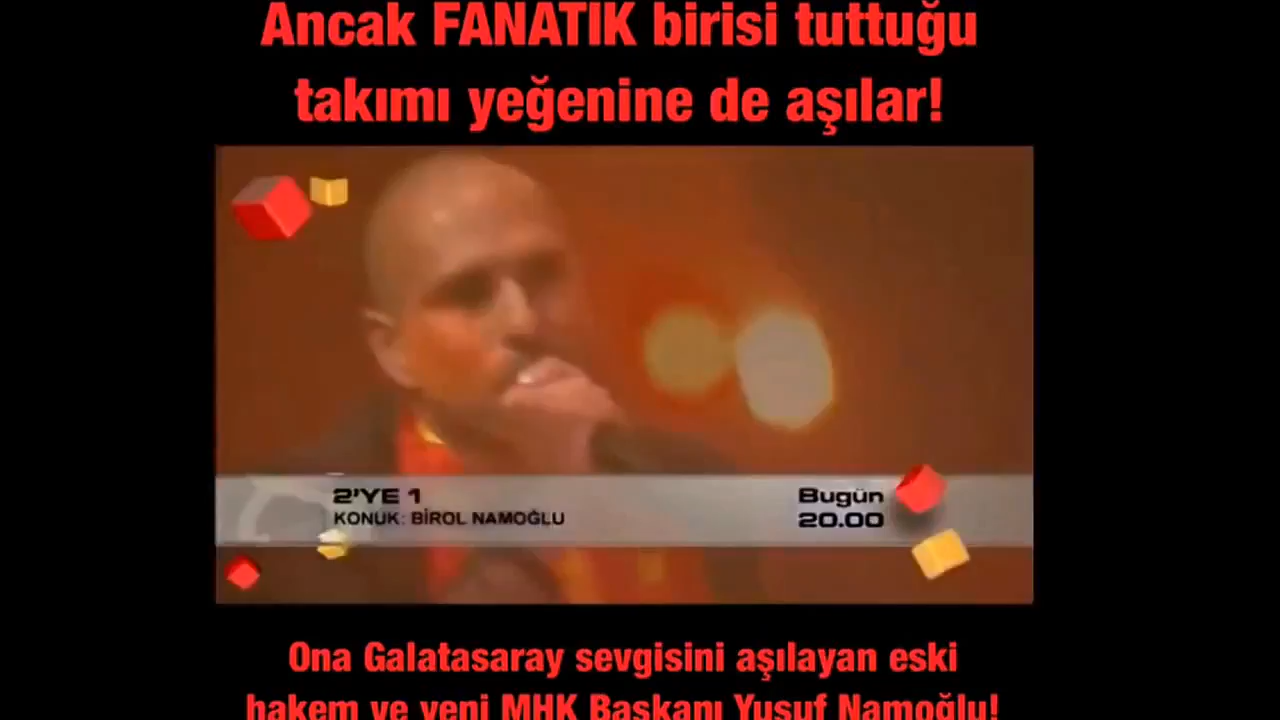 Ancak FANATIK birisi tuttuğu
takımı yeğenine de aşılar!
2'YE 1
KONUK: BİROL NAMOĞLU
Bugün
20.00
Ona Galatasaray sevgisini aşılayan eski
hakem ve yeni MHK Başkanı Yusuf Namoğlu!